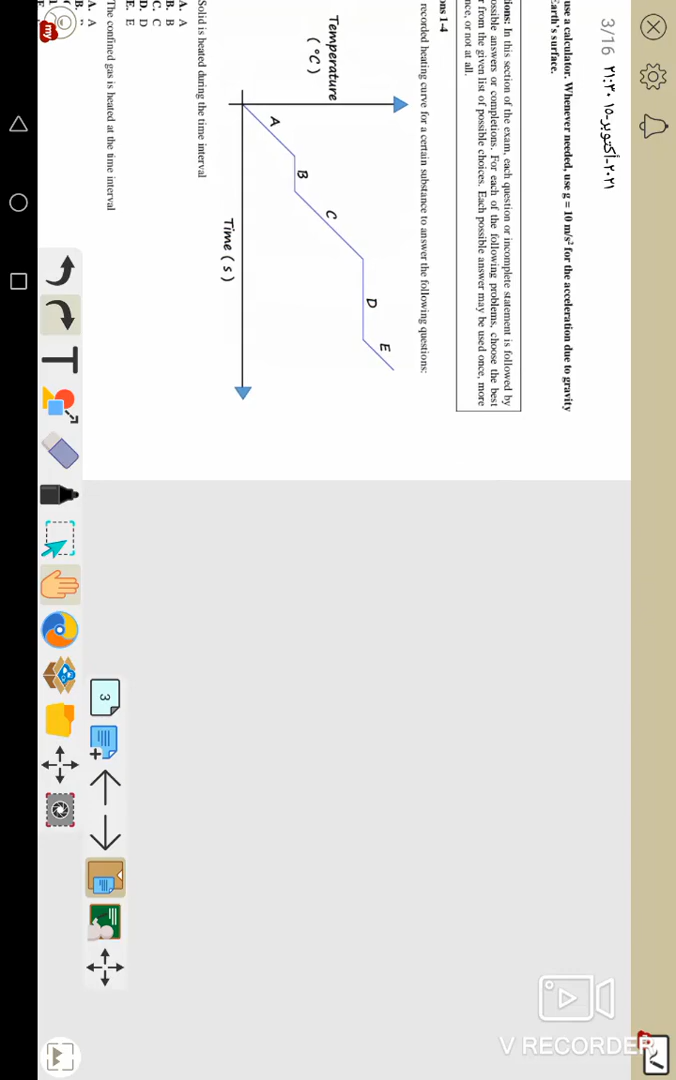 3/16 ٢١:٣٠ ٢٠٢١-أكتوبر-١٥
use a calculator. Whenever needed, use g = 10 m/s² for the acceleration due to gravity
Earth's surface.
tions: In this section of the exam, each question or incomplete statement is followed by
ossible answers or completions. For each of the following problems, choose the best
r from the given list of possible choices. Each possible answer may be used once, more
nce, or not at all.
ons 1-4
recorded heating curve for a certain substance to answer the following questions:
Temperature
( °C )
A
B
C
D
E
Time ( s )
Solid is heated during the time interval
A. A
B. B
C. C
D. D
E. E
The confined gas is heated at the time interval
A. A
B.
my
T
3
V RECORDER